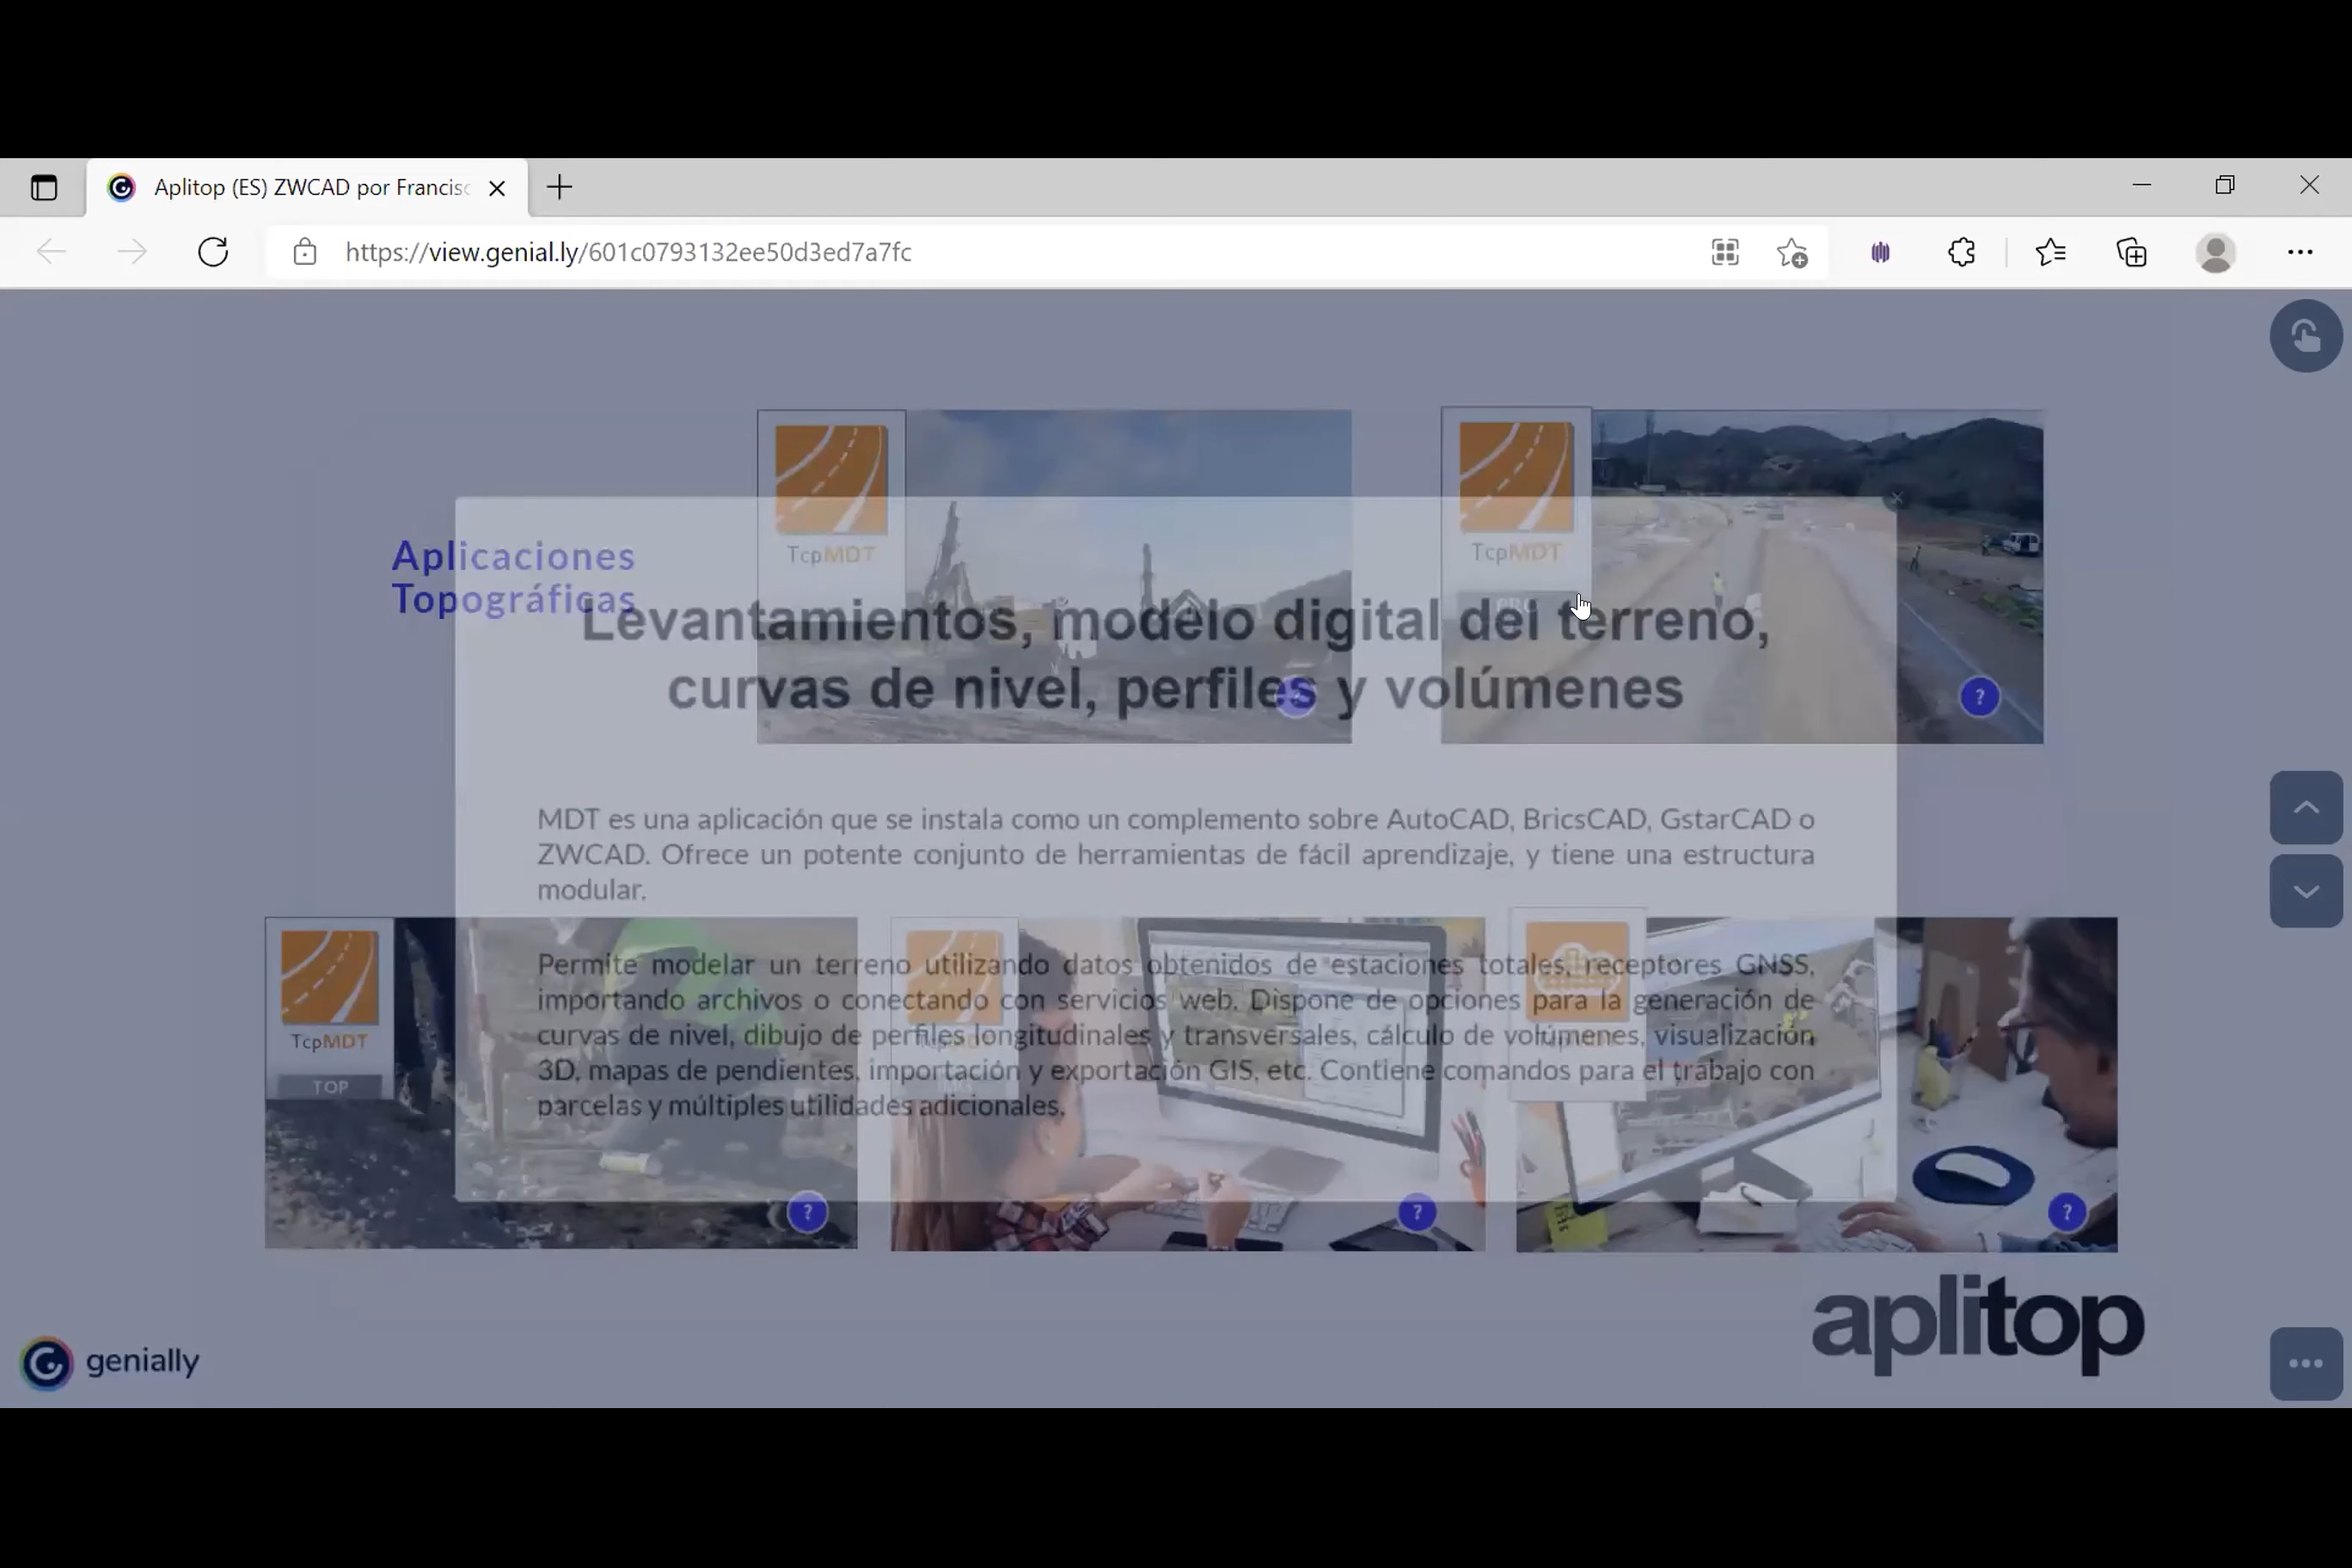 Aplitop (ES) ZWCAD por Francisc
https://view.genial.ly/601c0793132ee50d3ed7a7fc
Aplicaciones
Topográficas
TcpMDT
TcpMDT
PRO
Levantamientos, modelo digital del terreno,
curvas de nivel, perfiles y volúmenes
?
?
MDT es una aplicación que se instala como un complemento sobre AutoCAD, BricsCAD, GstarCAD o
ZWCAD. Ofrece un potente conjunto de herramientas de fácil aprendizaje, y tiene una estructura
modular.
Permite modelar un terreno utilizando datos obtenidos de estaciones totales, receptores GNSS,
importando archivos o conectando con servicios web. Dispone de opciones para la generación de
curvas de nivel, dibujo de perfiles longitudinales y transversales, cálculo de volúmenes, visualización
3D, mapas de pendientes, importación y exportación GIS, etc. Contiene comandos para el trabajo con
parcelas y múltiples utilidades adicionales.
TcpMDT
TOP
?
?
?
aplitop
genially